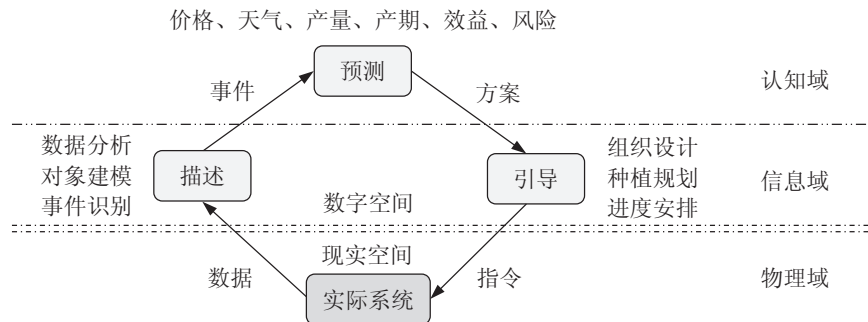 价格、天气、产量、产期、效益、风险
预测
事件
方案
认知域
数据分析
对象建模
事件识别
描述
引导
组织设计
种植规划
进度安排
信息域
数字空间
现实空间
数据
指令
物理域
实际系统